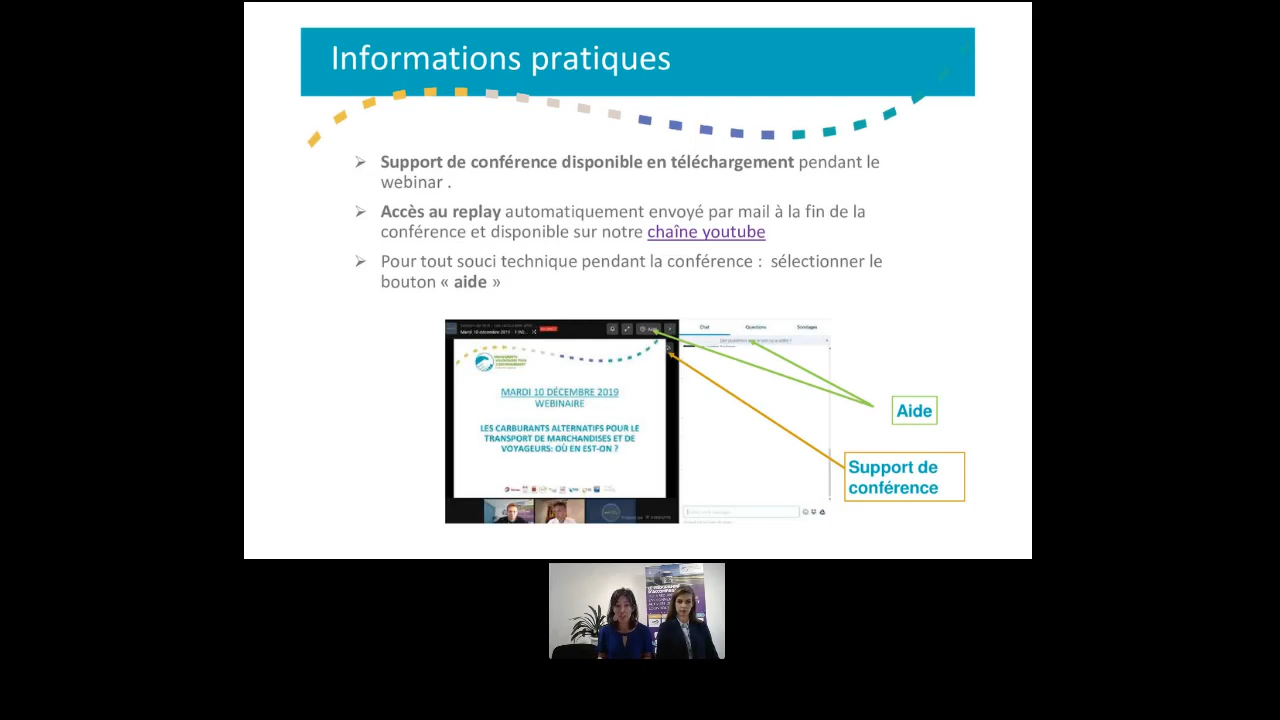 Informations pratiques
Support de conférence disponible en téléchargement pendant le
webinar .
Accès au replay automatiquement envoyé par mail à la fin de la
conférence et disponible sur notre chaîne youtube
Pour tout souci technique pendant la conférence : sélectionner le
bouton « aide »
Chat Questions Sondages
MARDI 10 DÉCEMBRE 2019
WEBINAIRE
LES CARBURANTS ALTERNATIFS POUR LE
TRANSPORT DE MARCHANDISES ET DE
VOYAGEURS: OÙ EN EST-ON ?
Aide
Support de
conférence